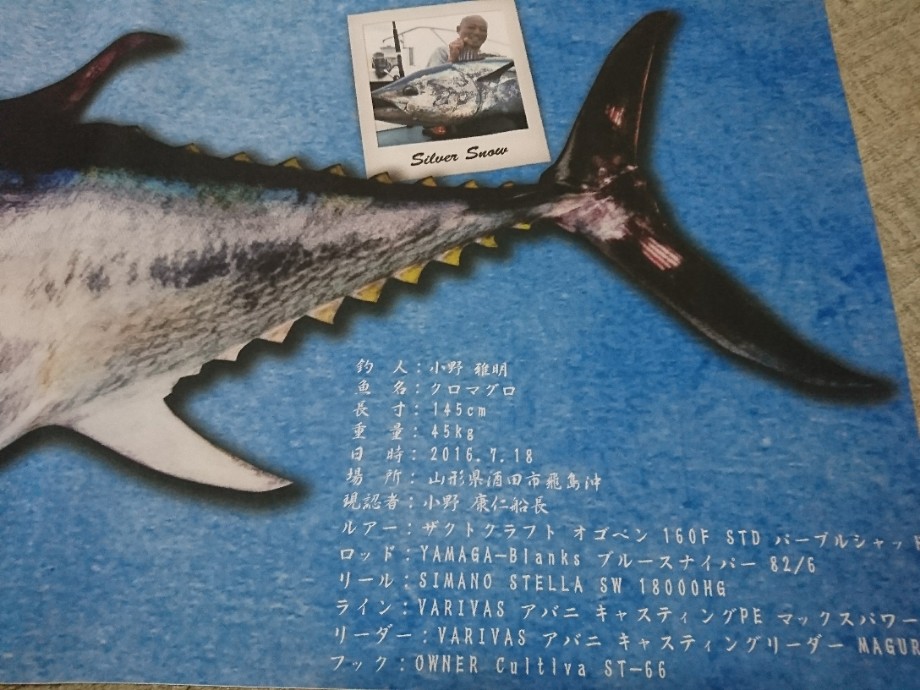 Silver Snow
釣 人：小野 雅明
魚 名：クロマグロ
長 寸：145cm
重 量：45kg
日 時：2016.7.18
場 所：山形県酒田市飛島沖
現認者：小野 康仁船長
ルアー：ザクトクラフト オゴペン 160F STD パープルシャッ
ロッド：YAMAGA-Blanks ブルースナイパー 82/6
リール：SIMANO STELLA SW 18000HG
ライン：VARIVAS アバニ キャスティングPE マックスパワー
リーダー：VARIVAS アバニ キャスティングリーダー MAGUR
フック：OWNER Cultiva ST-66